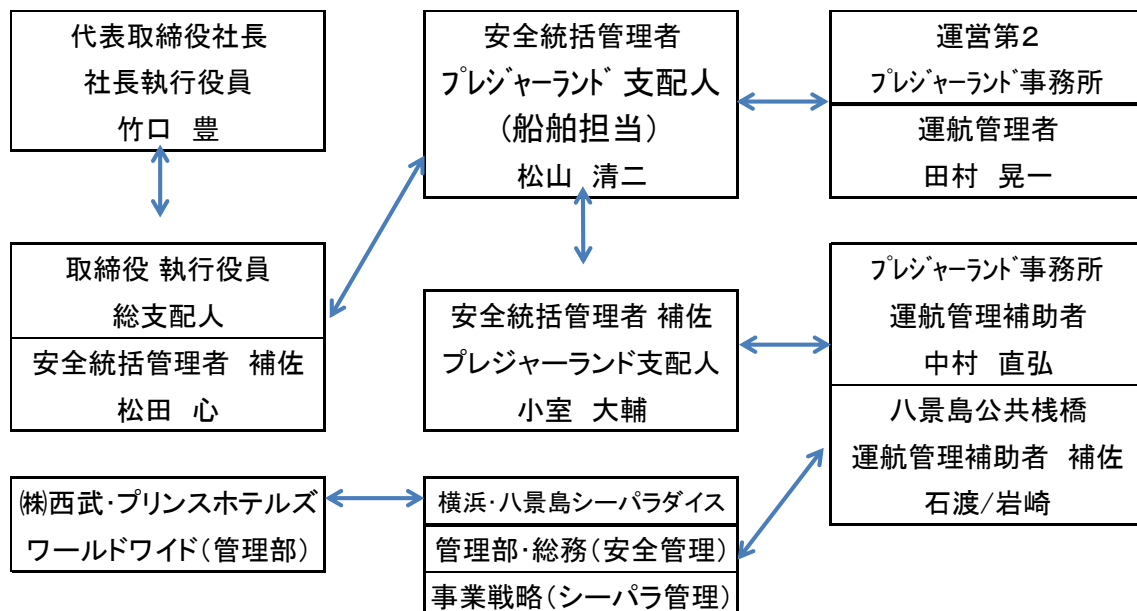 代表取締役社長
社長執行役員
竹口 豊
取締役 執行役員
総支配人
安全統括管理者 補佐
松田 心
㈱西武・プリンスホテルズ
ワールドワイド(管理部)
安全統括管理者
プレジャーランド 支配人
(船舶担当)
松山 清二
安全統括管理者 補佐
プレジャーランド支配人
小室 大輔
横浜・八景島シーパラダイス
管理部・総務(安全管理)
事業戦略(シーパラ管理)
運営第2
プレジャーランド事務所
運航管理者
田村 晃一
プレジャーランド事務所
運航管理補助者
中村 直弘
八景島公共桟橋
運航管理補助者 補佐
石渡/岩崎